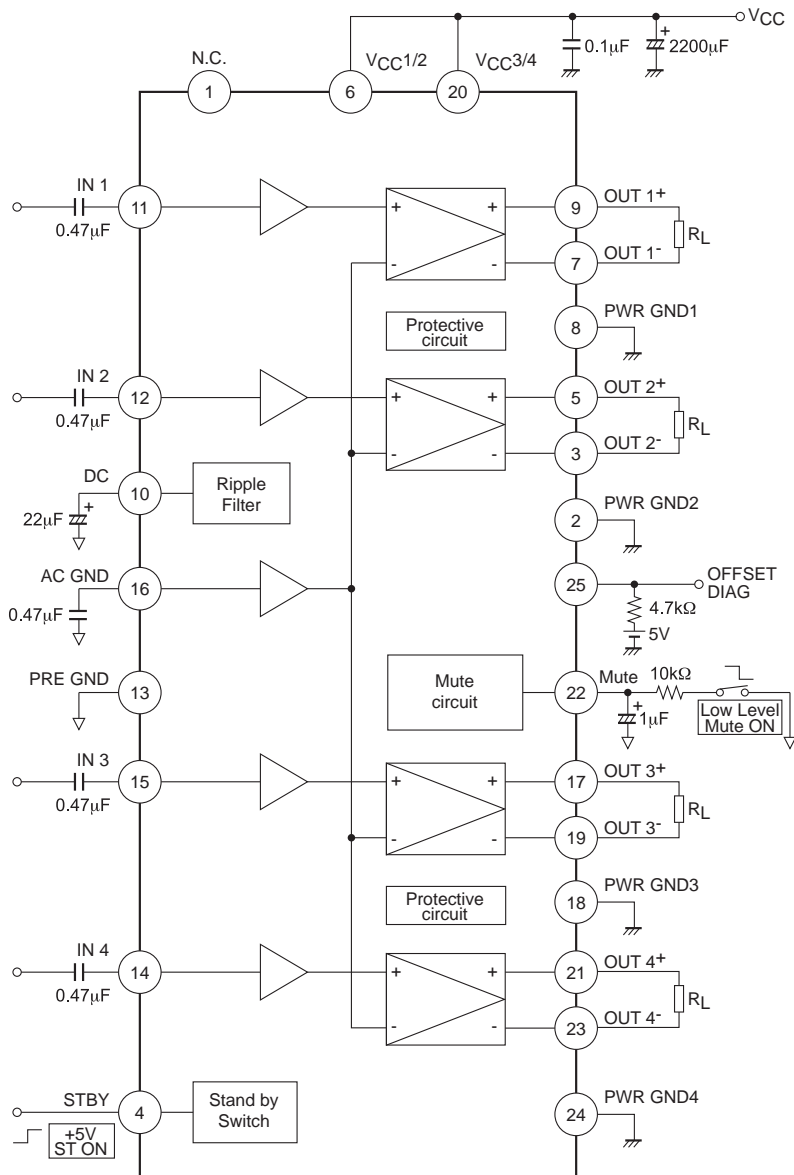 VCC
0.1µF
+
2200µF
N.C.
VCC1/2
VCC3/4
1
6
20
IN 1
11
0.47µF
+
+
-
-
9
OUT 1+
7
OUT 1-
RL
Protective
circuit
PWR GND1
8
IN 2
12
0.47µF
+
+
-
-
5
OUT 2+
3
OUT 2-
RL
DC
10
22µF
+
Ripple
Filter
PWR GND2
2
AC GND
16
0.47µF
25
OFFSET
DIAG
4.7kΩ
5V
PRE GND
13
Mute
circuit
22
Mute
10kΩ
+
1µF
Low Level
Mute ON
IN 3
15
0.47µF
+
+
-
-
17
OUT 3+
19
OUT 3-
RL
Protective
circuit
PWR GND3
18
IN 4
14
0.47µF
+
+
-
-
21
OUT 4+
23
OUT 4-
RL
STBY
4
+5V
ST ON
Stand by
Switch
PWR GND4
24